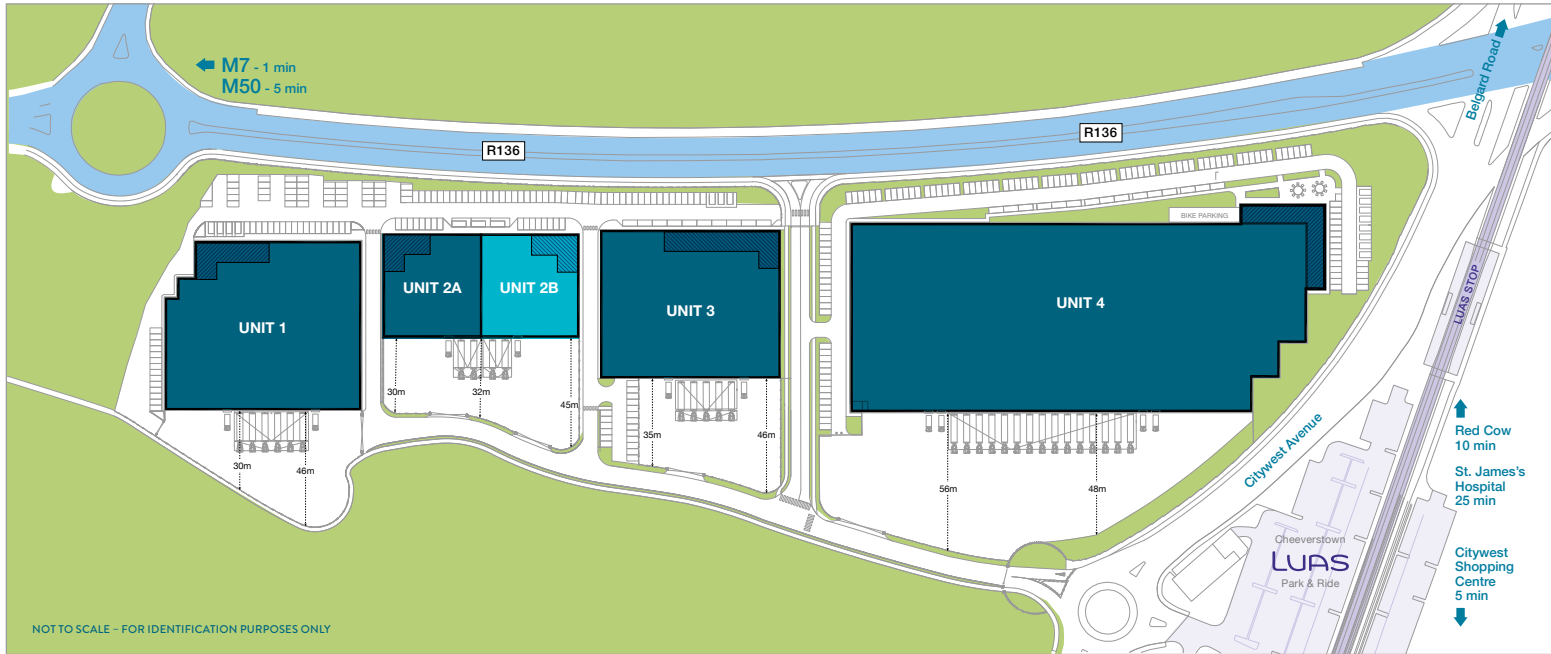 M7 - 1 min
M50 - 5 min
R136
R136
Belgard Road
BIKE PARKING
UNIT 1
UNIT 2A
UNIT 2B
UNIT 3
UNIT 4
LUAS STOP
30m
46m
30m
32m
45m
35m
46m
56m
48m
Citywest Avenue
Red Cow
10 min
St. James's
Hospital
25 min
Cheeverstown
LUAS
Park & Ride
Citywest
Shopping
Centre
5 min
NOT TO SCALE – FOR IDENTIFICATION PURPOSES ONLY